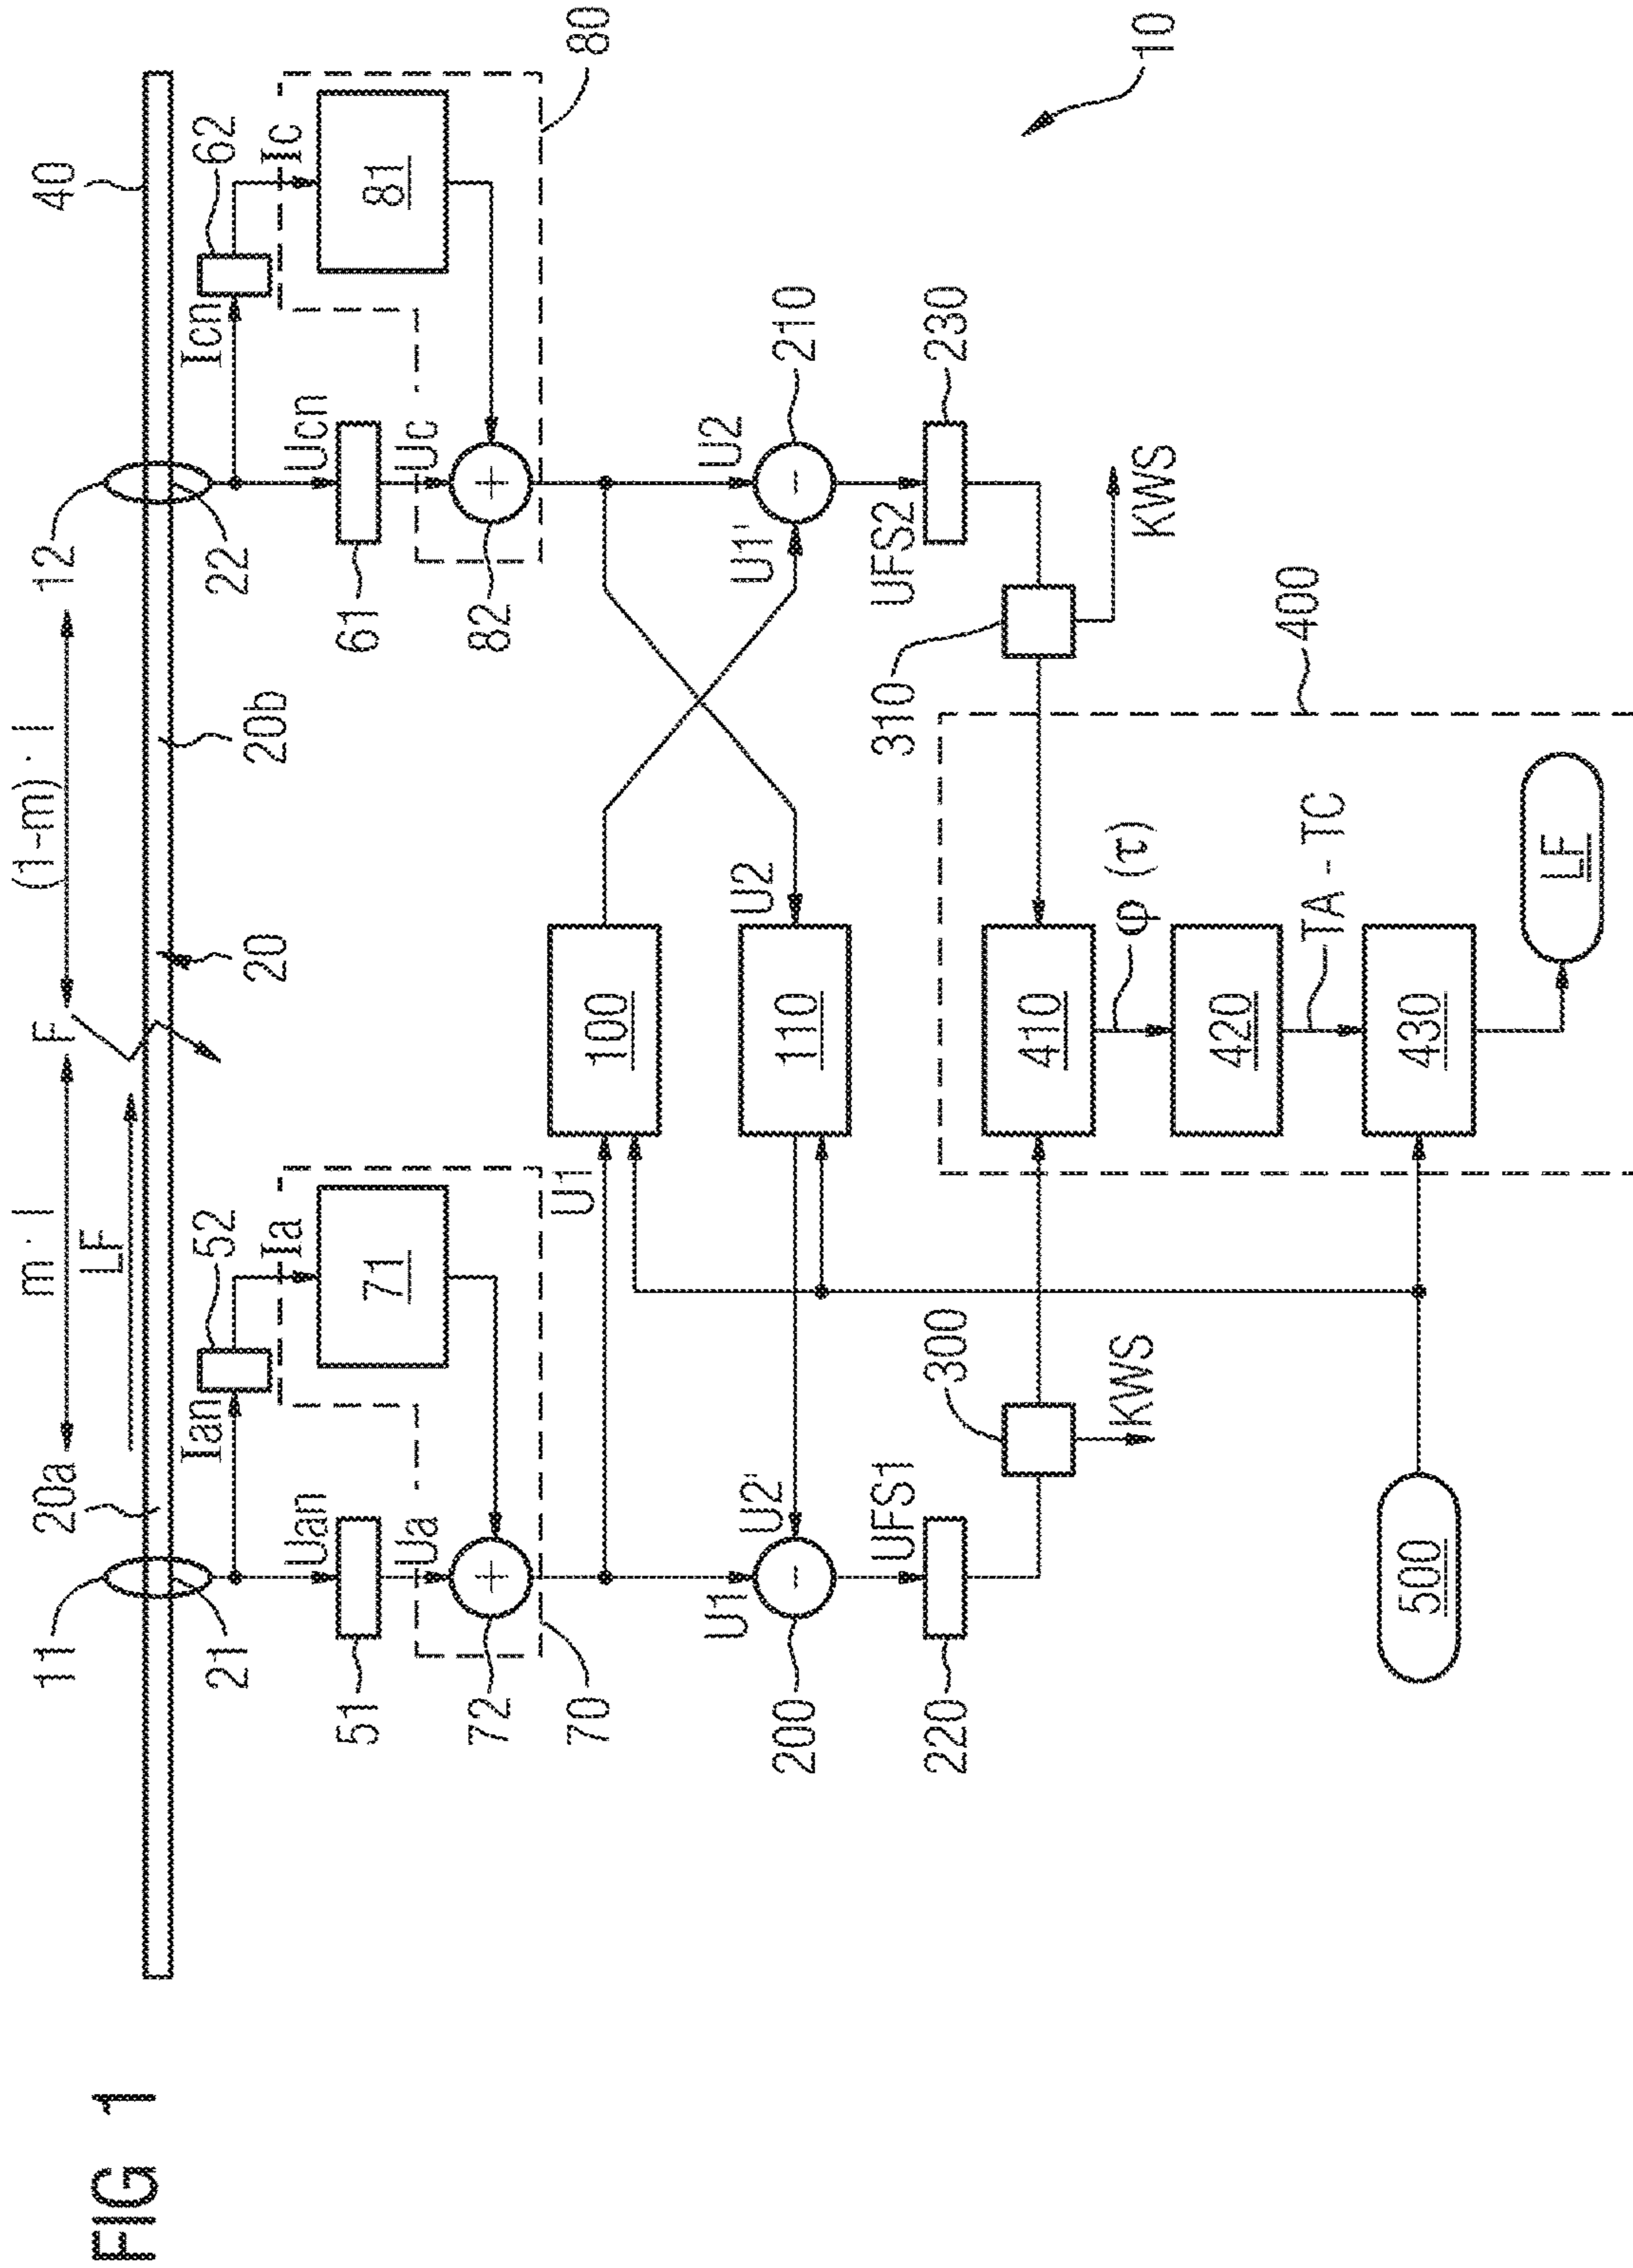 FIG 1
m · l
F
(1-m) · l
LF
11
20a
12
40
21
20
20b
22
Ian
52
Ia
Icn
62
Ic
Uan
51
Ua
71
Ucn
61
Uc
81
72
70
82
80
U1
100
U1'
U2
U1
U2'
110
U2
200
210
10
UFS1
220
UFS2
230
300
KWS
310
KWS
400
410
φ (τ)
420
TA - TC
430
LF
500